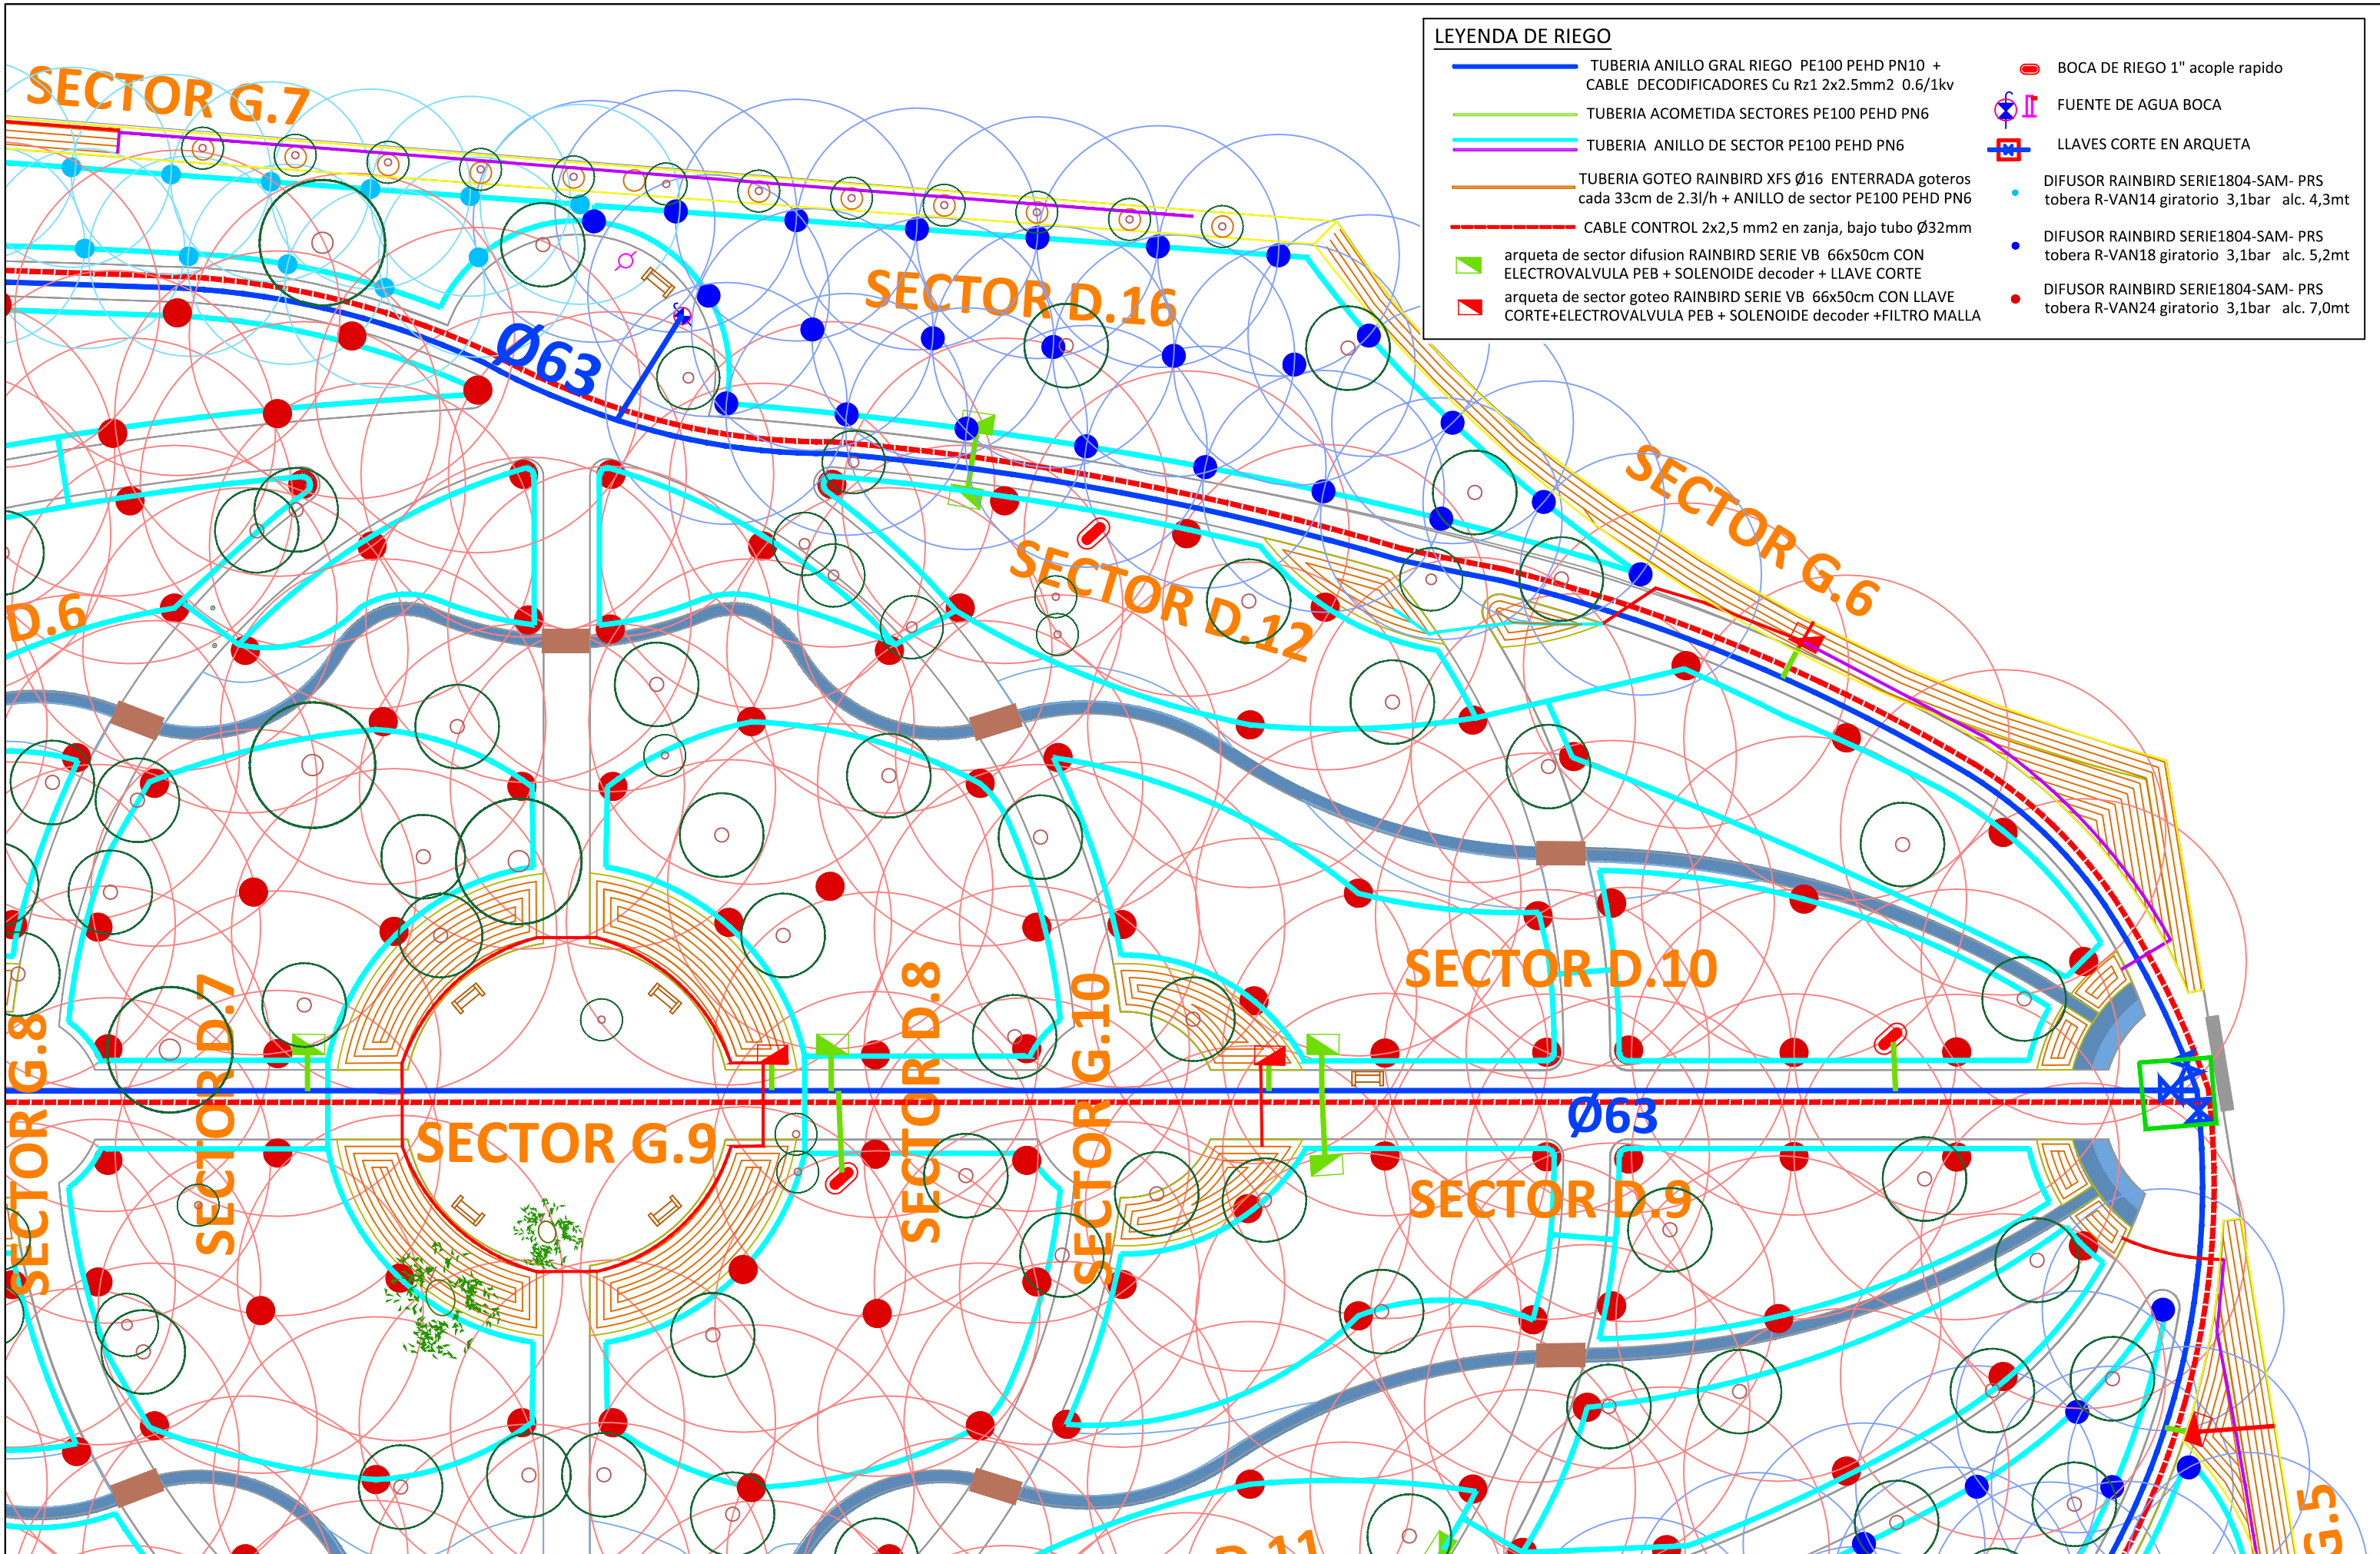 LEYENDA DE RIEGO
TUBERIA ANILLO GRAL RIEGO PE100 PEHD PN10 +
CABLE DECODIFICADORES Cu Rz1 2x2.5mm2 0.6/1kv
TUBERIA ACOMETIDA SECTORES PE100 PEHD PN6
TUBERIA ANILLO DE SECTOR PE100 PEHD PN6
TUBERIA GOTEO RAINBIRD XFS Ø16 ENTERRADA goteros
cada 33cm de 2.3l/h + ANILLO de sector PE100 PEHD PN6
CABLE CONTROL 2x2,5 mm2 en zanja, bajo tubo Ø32mm
arqueta de sector difusion RAINBIRD SERIE VB 66x50cm CON
ELECTROVALVULA PEB + SOLENOIDE decoder + LLAVE CORTE
arqueta de sector goteo RAINBIRD SERIE VB 66x50cm CON LLAVE
CORTE+ELECTROVALVULA PEB + SOLENOIDE decoder +FILTRO MALLA
BOCA DE RIEGO 1" acople rapido
FUENTE DE AGUA BOCA
LLAVES CORTE EN ARQUETA
DIFUSOR RAINBIRD SERIE1804-SAM- PRS
tobera R-VAN14 giratorio 3,1bar alc. 4,3mt
DIFUSOR RAINBIRD SERIE1804-SAM- PRS
tobera R-VAN18 giratorio 3,1bar alc. 5,2mt
DIFUSOR RAINBIRD SERIE1804-SAM- PRS
tobera R-VAN24 giratorio 3,1bar alc. 7,0mt
SECTOR G.7
SECTOR D.16
Ø63
SECTOR G.6
SECTOR D.12
D.6
SECTOR D.10
SECTOR G.8
SECTOR D.7
SECTOR G.9
SECTOR D.8
SECTOR G.10
Ø63
SECTOR D.9
D.11
G.5